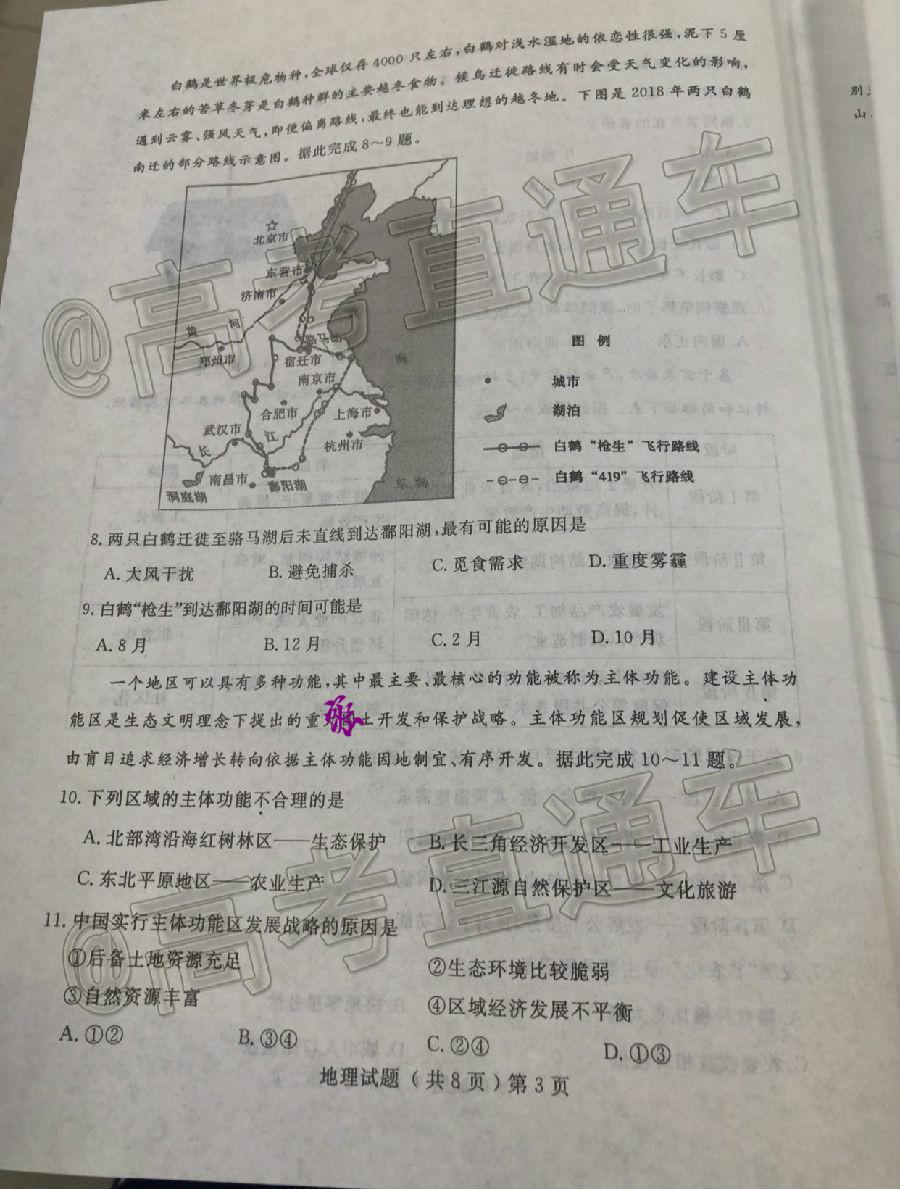 白鹤是世界极危物种,全球仅存4000只左右,白鹤对浅水湿地的依恋性很强,泥下5厘
米左右的苦草冬芽是白鹤种群的主要越冬食物。候鸟迁徙路线有时会受天气变化的影响,
遇到云雾、强风天气,即使偏离路线,最终也能到达理想的越冬地。下图是2018年两只白鹤
南迁的部分路线示意图。据此完成8~9题。
北京市
东营市
济南市
黄 河
郑州市
骆马湖
宿迁市
海
南京市
合肥市
上海市
武汉市
杭州市
长 江
南昌市
鄱阳湖
洞庭湖
东海
图 例
城市
湖泊
白鹤“枪生”飞行路线
白鹤“419”飞行路线
8.两只白鹤迁徙至骆马湖后未直线到达鄱阳湖,最有可能的原因是
A.大风干扰 B.避免捕杀 C.觅食需求 D.重度雾霾
9.白鹤“枪生”到达鄱阳湖的时间可能是
A.8月 B.12月 C.2月 D.10月
一个地区可以具有多种功能,其中最主要、最核心的功能被称为主体功能。建设主体功
能区是生态文明理念下提出的重 土开发和保护战略。主体功能区规划促使区域发展,
由盲目追求经济增长转向依据主体功能因地制宜、有序开发。据此完成10~11题。
10.下列区域的主体功能不合理的是
A.北部湾沿海红树林区——生态保护 B.长三角经济开发区——工业生产
C.东北平原地区——农业生产 D.三江源自然保护区——文化旅游
11.中国实行主体功能区发展战略的原因是
①后备土地资源充足 ②生态环境比较脆弱
③自然资源丰富 ④区域经济发展不平衡
A.①② B.③④ C.②④ D.①③
地理试题(共8页)第3页
@高考直通车
@高考直通车
别
山